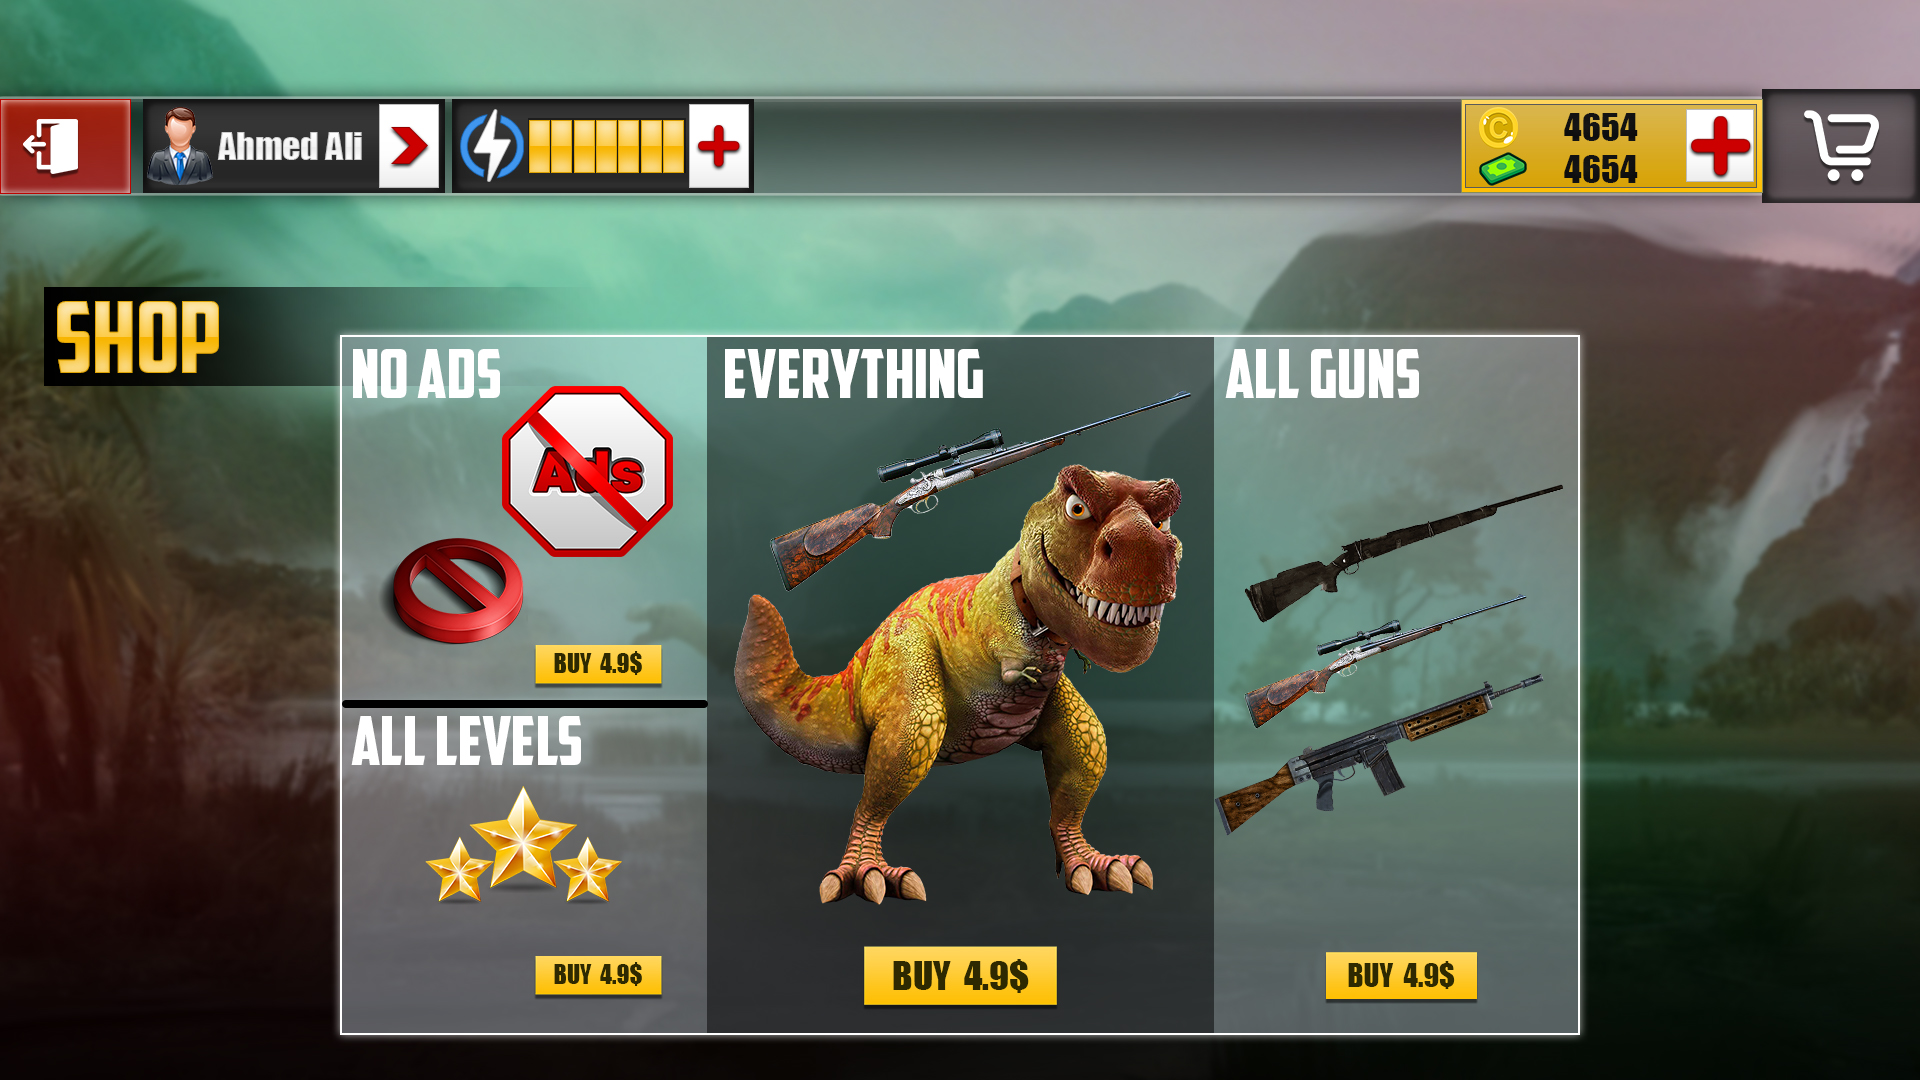 Ahmed Ali
4654
4654
SHOP
NO ADS
Ads
BUY 4.9$
ALL LEVELS
BUY 4.9$
EVERYTHING
BUY 4.9$
ALL GUNS
BUY 4.9$